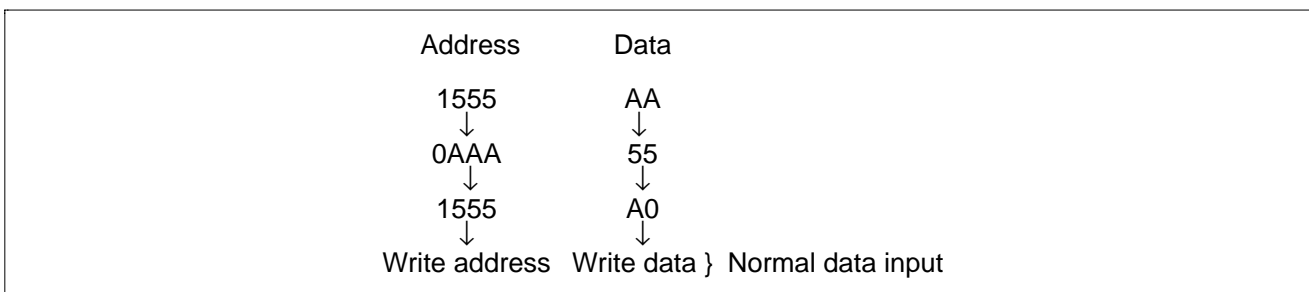 Address Data
1555 AA
↓ ↓
0AAA 55
↓ ↓
1555 A0
↓ ↓
Write address Write data } Normal data input